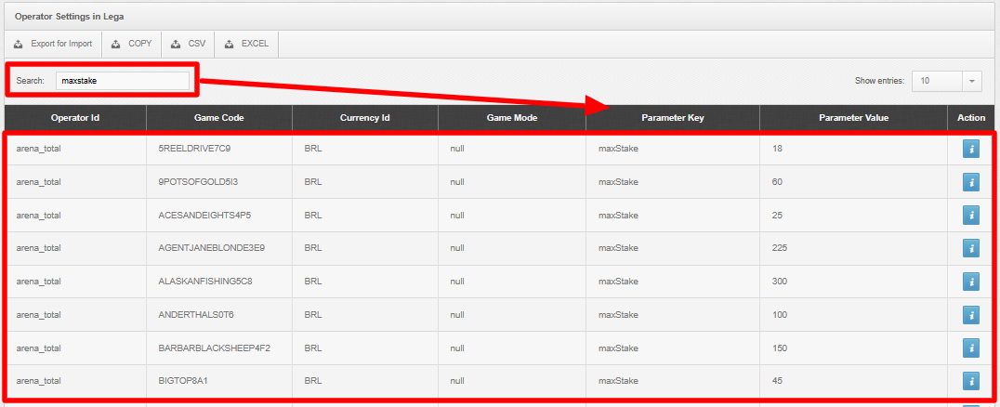 Operator Settings in Lega
Export for Import COPY CSV EXCEL
Search: maxstake Show entries: 10
Operator Id Game Code Currency Id Game Mode Parameter Key Parameter Value Action
arena_total 5REELDRIVE7C9 BRL null maxStake 18 i
arena_total 9POTSOFGOLD5I3 BRL null maxStake 60 i
arena_total ACESANDEIGHTS4P5 BRL null maxStake 25 i
arena_total AGENTJANEBLONDE3E9 BRL null maxStake 225 i
arena_total ALASKANFISHING5C8 BRL null maxStake 300 i
arena_total ANDERTHALS0T6 BRL null maxStake 100 i
arena_total BARBARBLACKSHEEP4F2 BRL null maxStake 150 i
arena_total BIGTOP8A1 BRL null maxStake 45 i